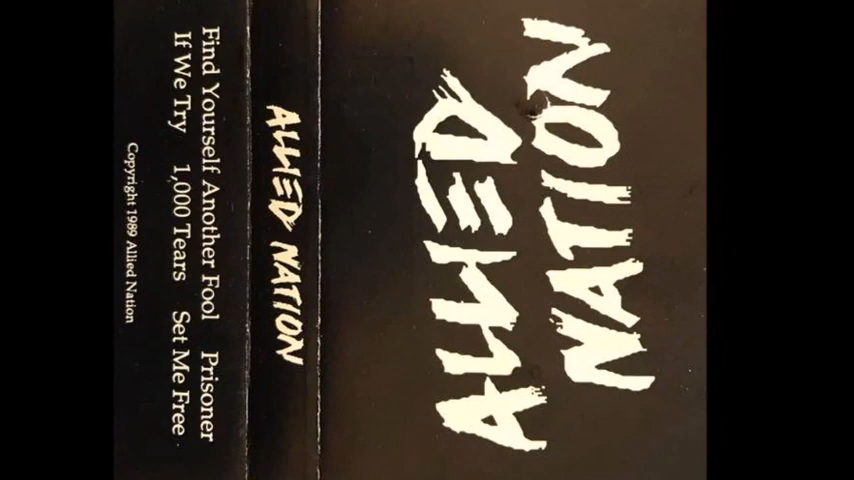 ALLIED
NATION
ALLIED NATION
Find Yourself Another Fool Prisoner
If We Try 1,000 Tears Set Me Free
Copyright 1989 Allied Nation